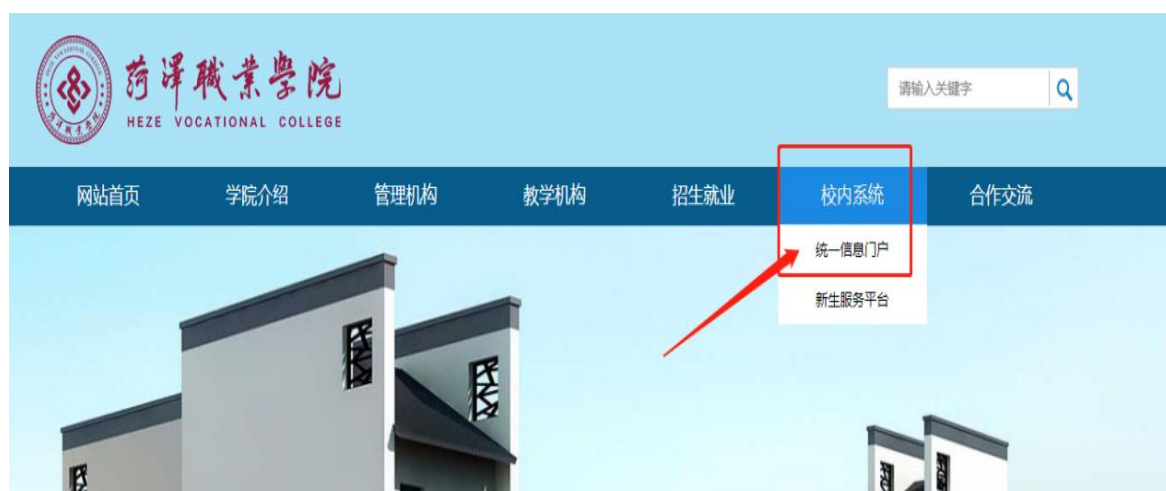 菏澤職業學院
HEZE VOCATIONAL COLLEGE
请输入关键字
网站首页 学院介绍 管理机构 教学机构 招生就业 校内系统 合作交流
统一信息门户
新生服务平台